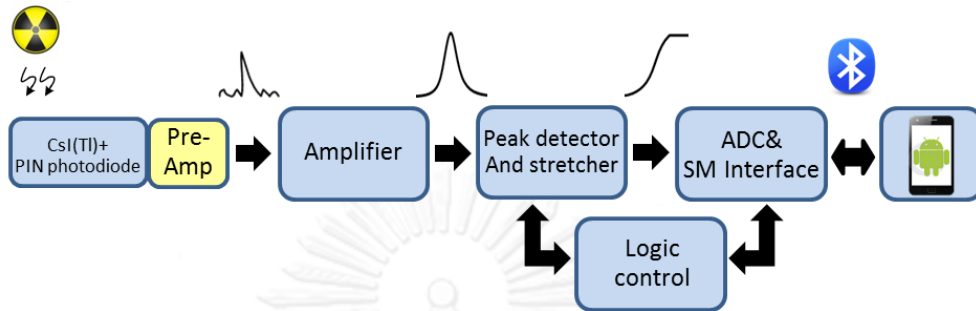 CsI(Tl)+
PIN photodiode
Pre-
Amp
Amplifier
Peak detector
And stretcher
ADC&
SM Interface
Logic
control